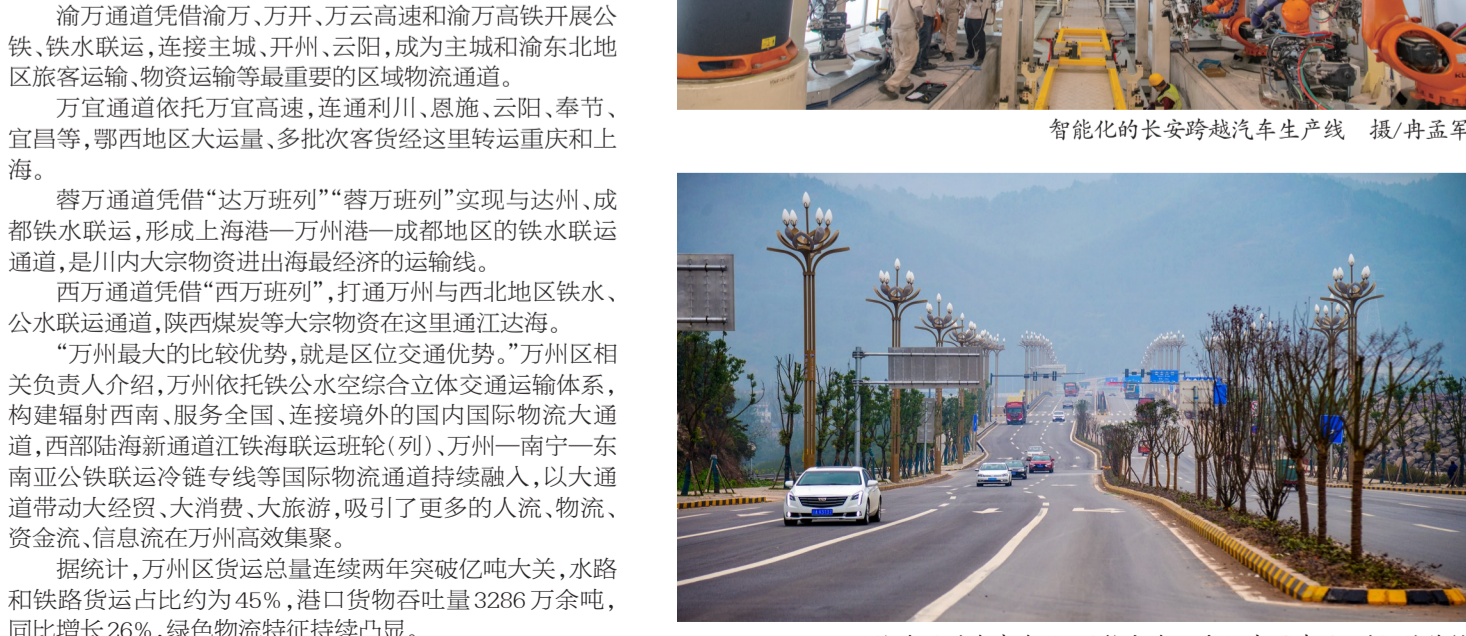 渝万通道凭借渝万、万开、万云高速和渝万高铁开展公
铁、铁水联运,连接主城、开州、云阳,成为主城和渝东北地
区旅客运输、物资运输等最重要的区域物流通道。
万宜通道依托万宜高速,连通利川、恩施、云阳、奉节、
宜昌等,鄂西地区大运量、多批次客货经这里转运重庆和上
海。
蓉万通道凭借“达万班列”“蓉万班列”实现与达州、成
都铁水联运,形成上海港—万州港—成都地区的铁水联运
通道,是川内大宗物资进出海最经济的运输线。
西万通道凭借“西万班列”,打通万州与西北地区铁水、
公水联运通道,陕西煤炭等大宗物资在这里通江达海。
“万州最大的比较优势,就是区位交通优势。”万州区相
关负责人介绍,万州依托铁公水空综合立体交通运输体系,
构建辐射西南、服务全国、连接境外的国内国际物流大通
道,西部陆海新通道江铁海联运班轮(列)、万州—南宁—东
南亚公铁联运冷链专线等国际物流通道持续融入,以大通
道带动大经贸、大消费、大旅游,吸引了更多的人流、物流、
资金流、信息流在万州高效集聚。
据统计,万州区货运总量连续两年突破亿吨大关,水路
和铁路货运占比约为45%,港口货物吞吐量3286万余吨,
同比增长26%,绿色物流特征持续凸显。
智能化的长安跨越汽车生产线 摄/冉孟军